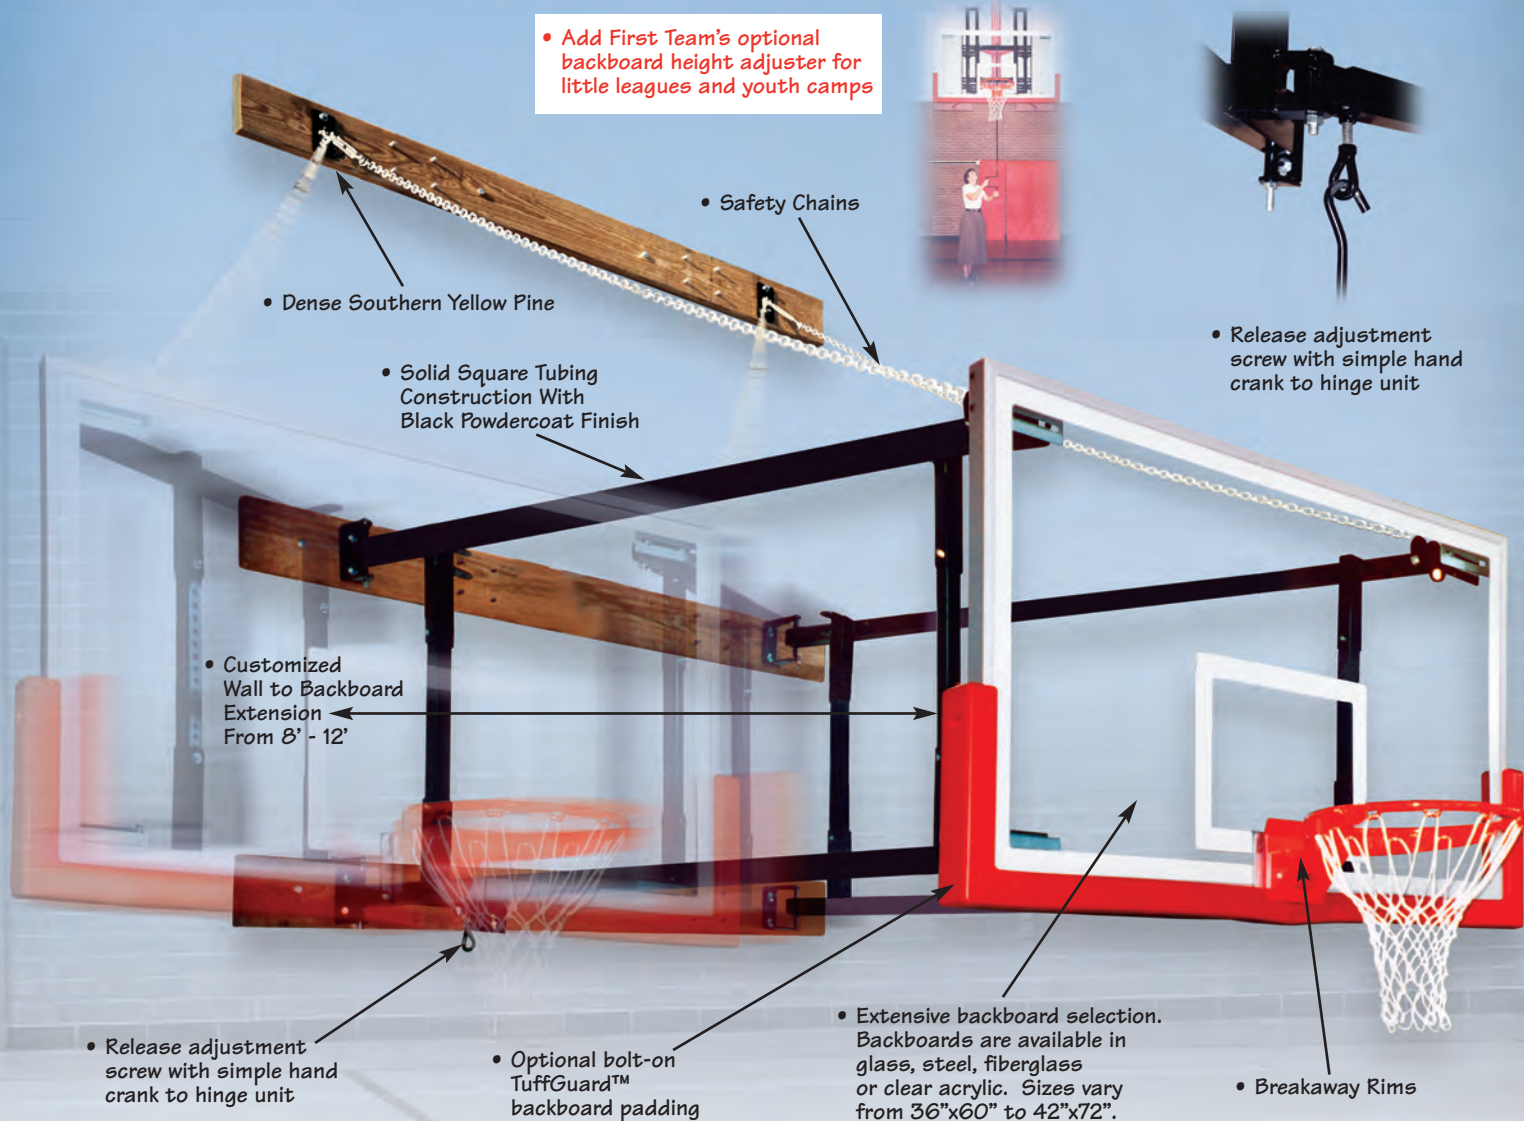 • Add First Team's optional
backboard height adjuster for
little leagues and youth camps
• Safety Chains
• Dense Southern Yellow Pine
• Release adjustment
screw with simple hand
crank to hinge unit
• Solid Square Tubing
Construction With
Black Powdercoat Finish
• Customized
Wall to Backboard
Extension
From 8' - 12'
• Release adjustment
screw with simple hand
crank to hinge unit
• Optional bolt-on
TuffGuard™
backboard padding
• Extensive backboard selection.
Backboards are available in
glass, steel, fiberglass
or clear acrylic.  Sizes vary
from 36"x60" to 42"x72".
• Breakaway Rims